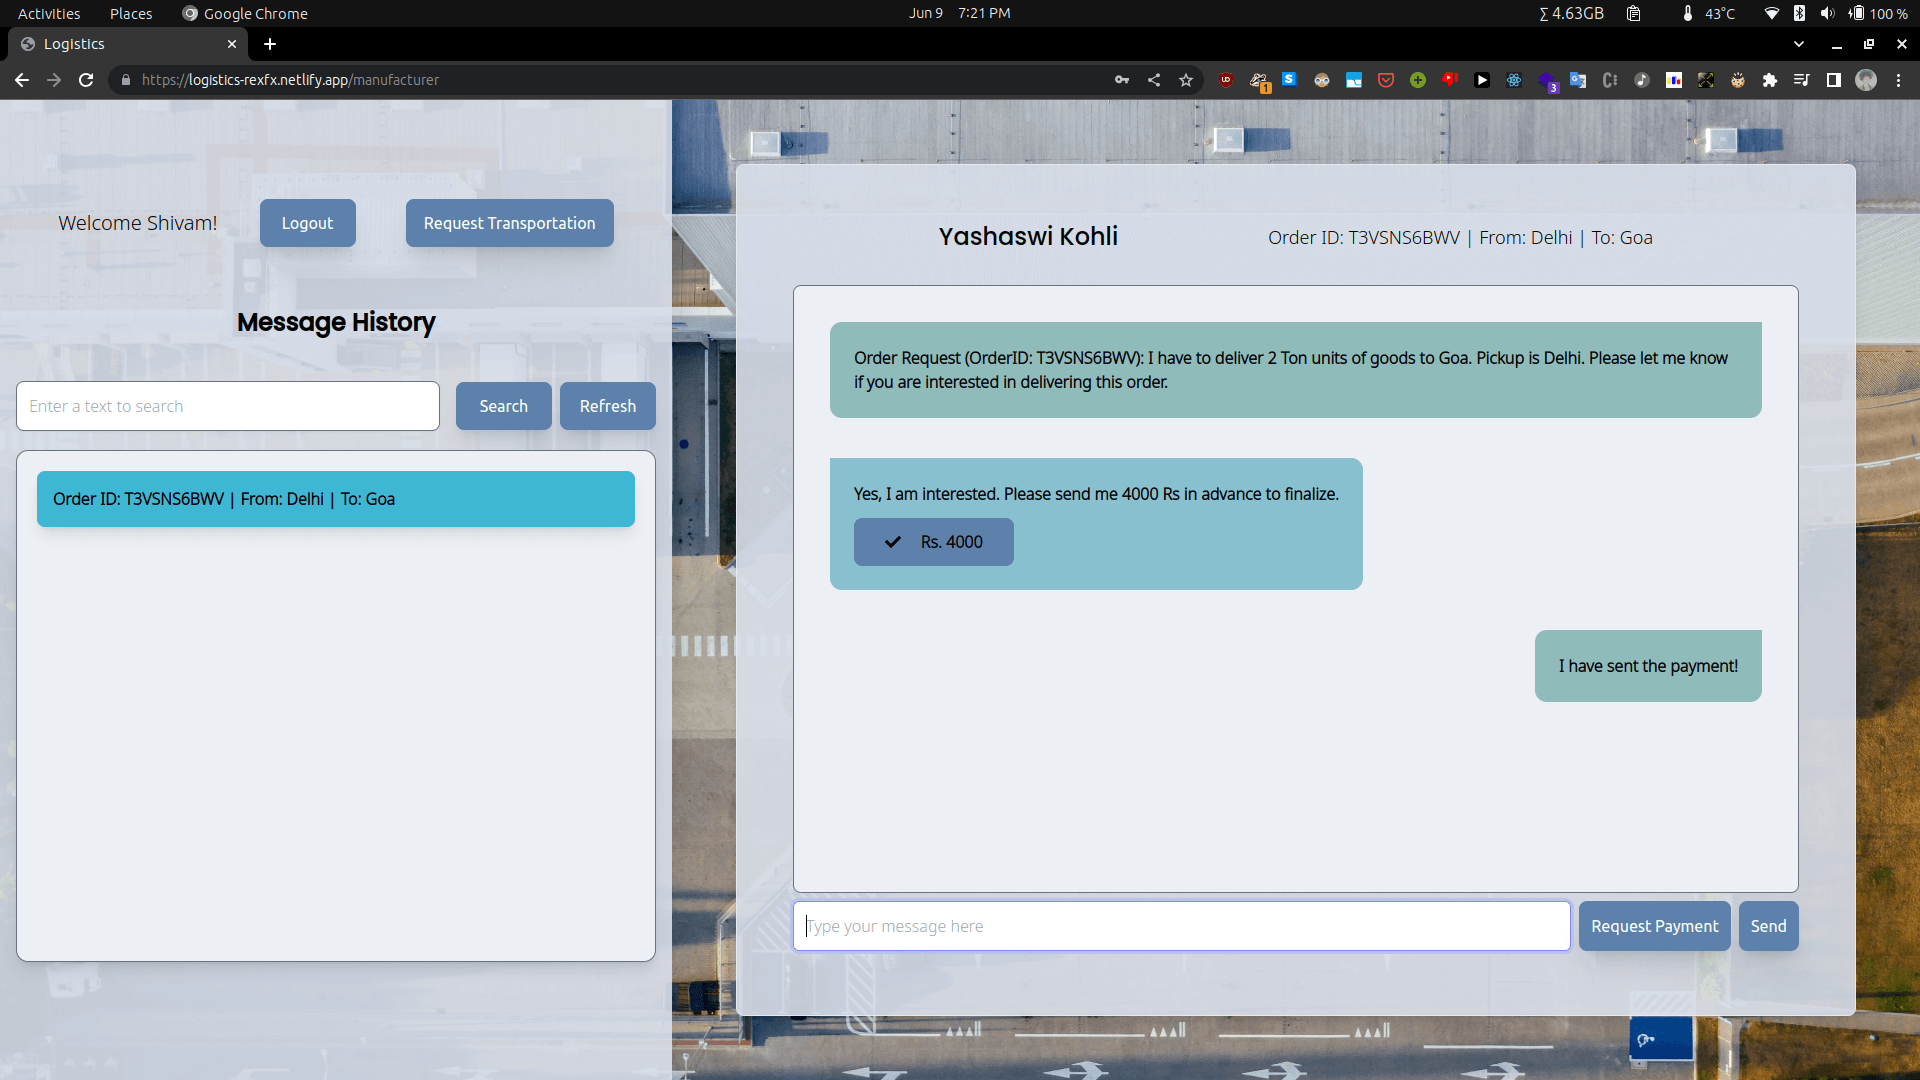 Activities Places Google Chrome Jun 9 7:21 PM ∑ 4.63GB 43°C 100 %
Logistics
https://logistics-rexfx.netlify.app/manufacturer
1
S
3
Welcome Shivam! Logout Request Transportation
Message History
Enter a text to search Search Refresh
Order ID: T3VSNS6BWV | From: Delhi | To: Goa
Yashaswi Kohli Order ID: T3VSNS6BWV | From: Delhi | To: Goa
Order Request (OrderID: T3VSNS6BWV): I have to deliver 2 Ton units of goods to Goa. Pickup is Delhi. Please let me know
if you are interested in delivering this order.
Yes, I am interested. Please send me 4000 Rs in advance to finalize.
Rs. 4000
I have sent the payment!
Type your message here Request Payment Send